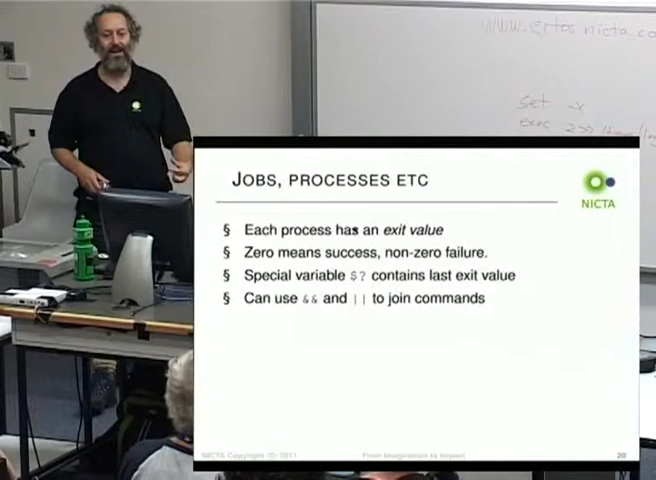 www.ertos.nicta.co
set -x
exec 2>>
JOBS, PROCESSES ETC
NICTA
§ Each process has an exit value
§ Zero means success, non-zero failure.
§ Special variable $? contains last exit value
§ Can use && and || to join commands
NICTA Copyright © 2011
From imagination to impact
20